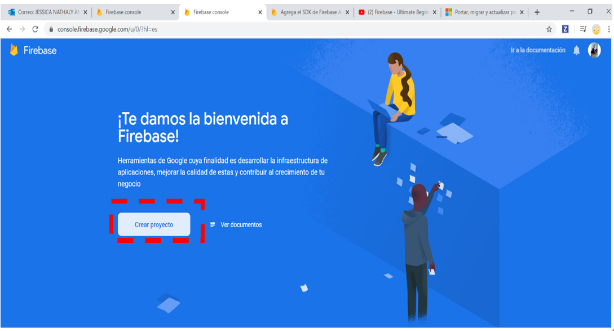 Correo: JESSICA NATHALY A
Firebase console
Firebase console
Agrega el SDK de Firebase A
(2) Firebase - Ultimate Begin
Portar, migrar y actualizar pr
console.firebase.google.com/u/0/?hl=es
Firebase
Ir a la documentación
¡Te damos la bienvenida a
Firebase!
Herramientas de Google cuya finalidad es desarrollar la infraestructura de
aplicaciones, mejorar la calidad de estas y contribuir al crecimiento de tu
negocio
Crear proyecto
Ver documentos